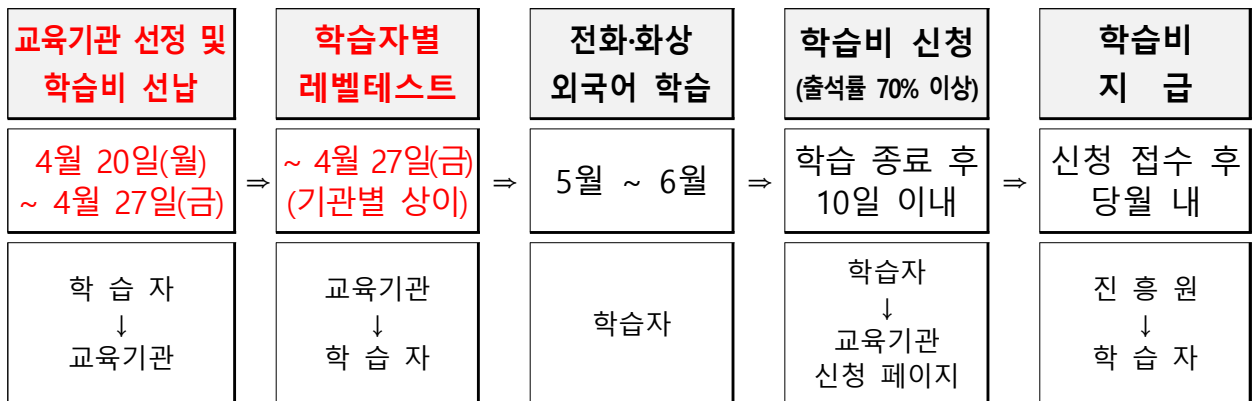 교육기관 선정 및
학습비 선납
학습자별
레벨테스트
전화·화상
외국어 학습
학습비 신청
(출석률 70% 이상)
학습비
지 급
4월 20일(월)
~ 4월 27일(금)
⇒
~ 4월 27일(금)
(기관별 상이)
⇒
5월 ~ 6월
⇒
학습 종료 후
10일 이내
⇒
신청 접수 후
당월 내
학 습 자
↓
교육기관
교육기관
↓
학 습 자
학습자
학습자
↓
교육기관
신청 페이지
진 흥 원
↓
학 습 자